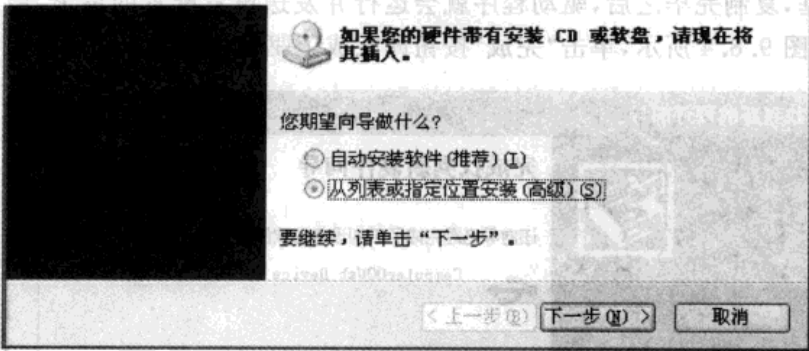 如果您的硬件带有安装 CD 或软盘，请现在将
其插入。
您期望向导做什么?
自动安装软件(推荐)(I)
从列表或指定位置安装(高级)(S)
要继续，请单击“下一步”。
< 上一步(B) 下一步(N) > 取消